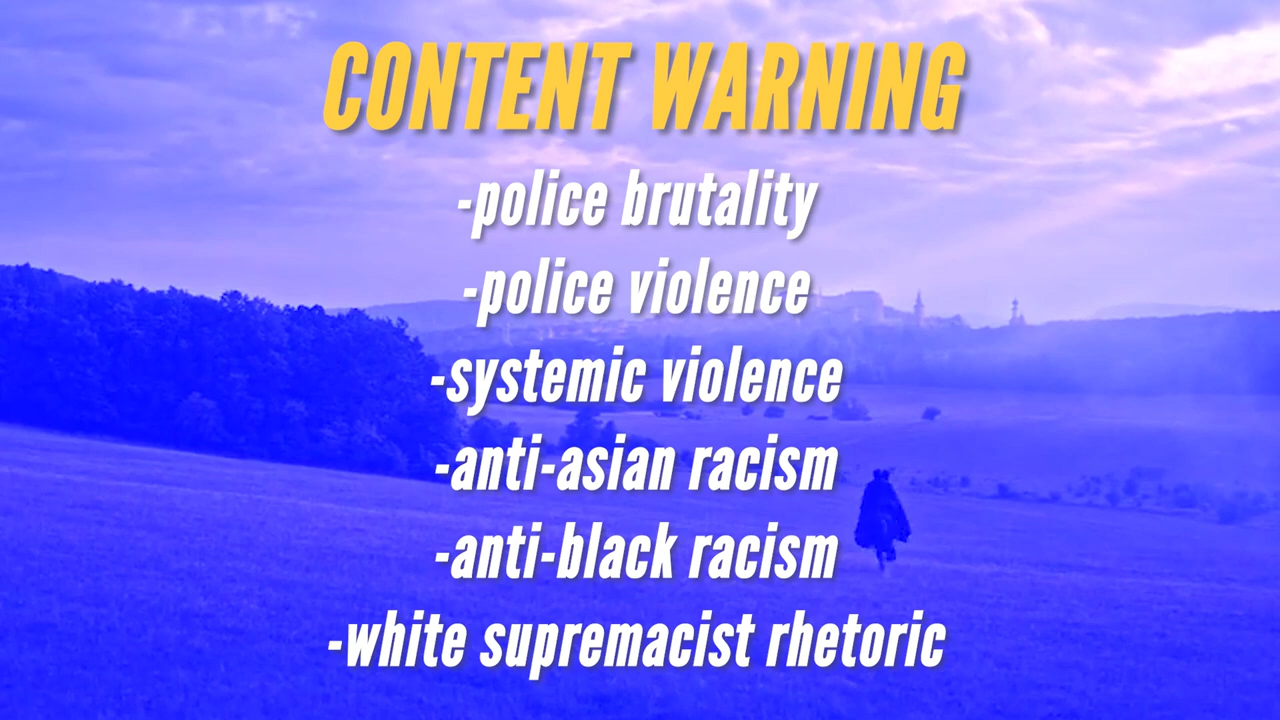 CONTENT WARNING
-police brutality
-police violence
-systemic violence
-anti-asian racism
-anti-black racism
-white supremacist rhetoric